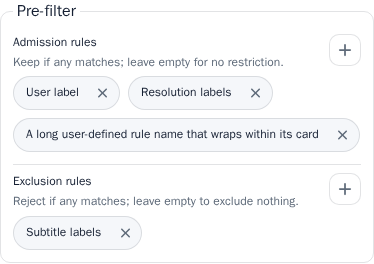 Pre-filter
Admission rules
Keep if any matches; leave empty for no restriction.
User label
Resolution labels
A long user-defined rule name that wraps within its card
Exclusion rules
Reject if any matches; leave empty to exclude nothing.
Subtitle labels